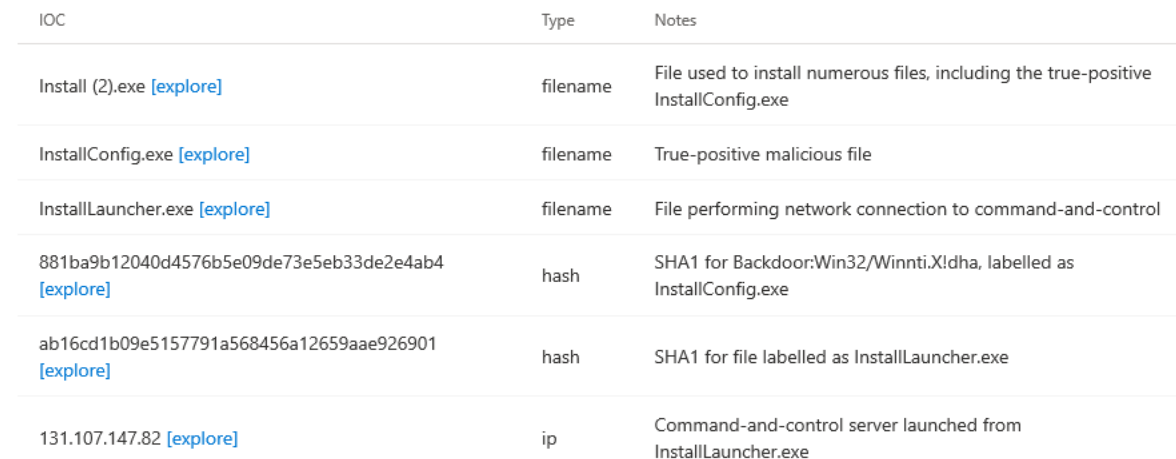 IOC Type Notes
Install (2).exe [explore] filename File used to install numerous files, including the true-positive
InstallConfig.exe
InstallConfig.exe [explore] filename True-positive malicious file
InstallLauncher.exe [explore] filename File performing network connection to command-and-control
881ba9b12040d4576b5e09de73e5eb33de2e4ab4
[explore]
hash
SHA1 for Backdoor:Win32/Winnti.X!dha, labelled as
InstallConfig.exe
ab16cd1b09e5157791a568456a12659aae926901
[explore]
hash
SHA1 for file labelled as InstallLauncher.exe
131.107.147.82 [explore] ip Command-and-control server launched from
InstallLauncher.exe